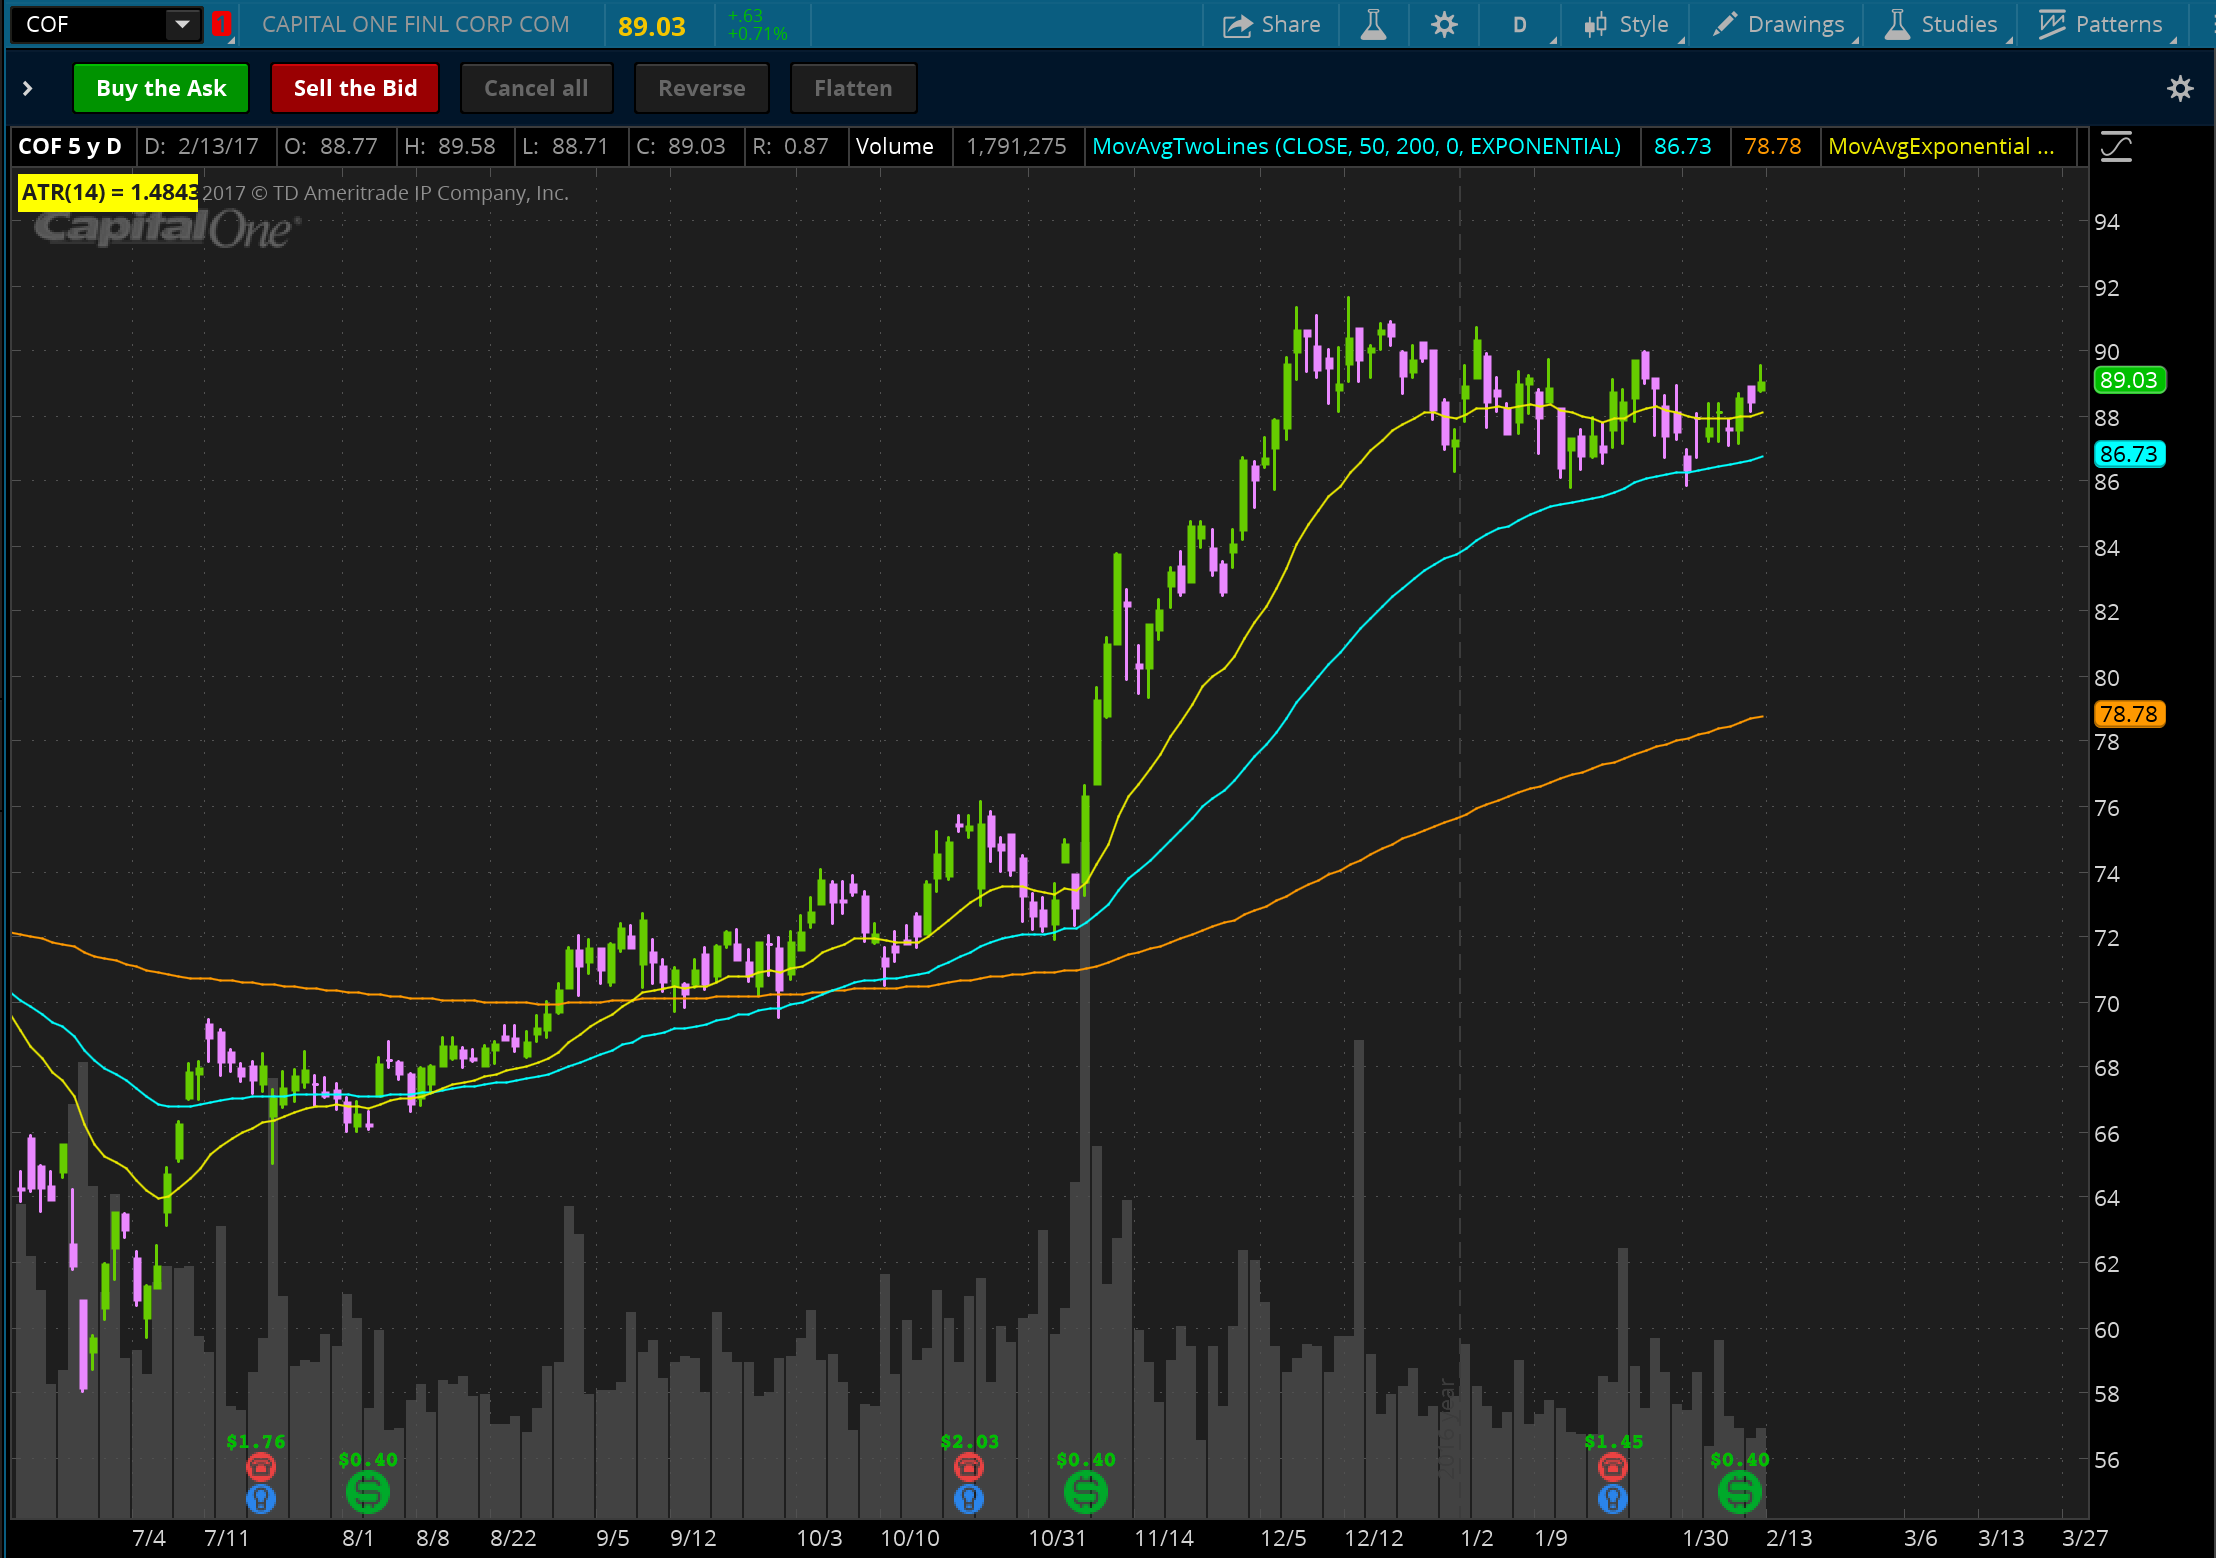 COF 1 CAPITAL ONE FINL CORP COM 89.03 +.63 +0.71% Share D Style Drawings Studies Patterns
Buy the Ask Sell the Bid Cancel all Reverse Flatten
COF 5 y D D: 2/13/17 O: 88.77 H: 89.58 L: 88.71 C: 89.03 R: 0.87 Volume 1,791,275 MovAvgTwoLines (CLOSE, 50, 200, 0, EXPONENTIAL) 86.73 78.78 MovAvgExponential ...
ATR(14) = 1.4843 2017 © TD Ameritrade IP Company, Inc.
CapitalOne
94
92
90
89.03
88
86.73
86
84
82
80
78.78
78
76
74
72
70
68
66
64
62
60
58
2016 year
$1.76 $2.03 $1.45
$0.40 $0.40 $0.40
56
7/4 7/11 8/1 8/8 8/22 9/5 9/12 10/3 10/10 10/31 11/14 12/5 12/12 1/2 1/9 1/30 2/13 3/6 3/13 3/27